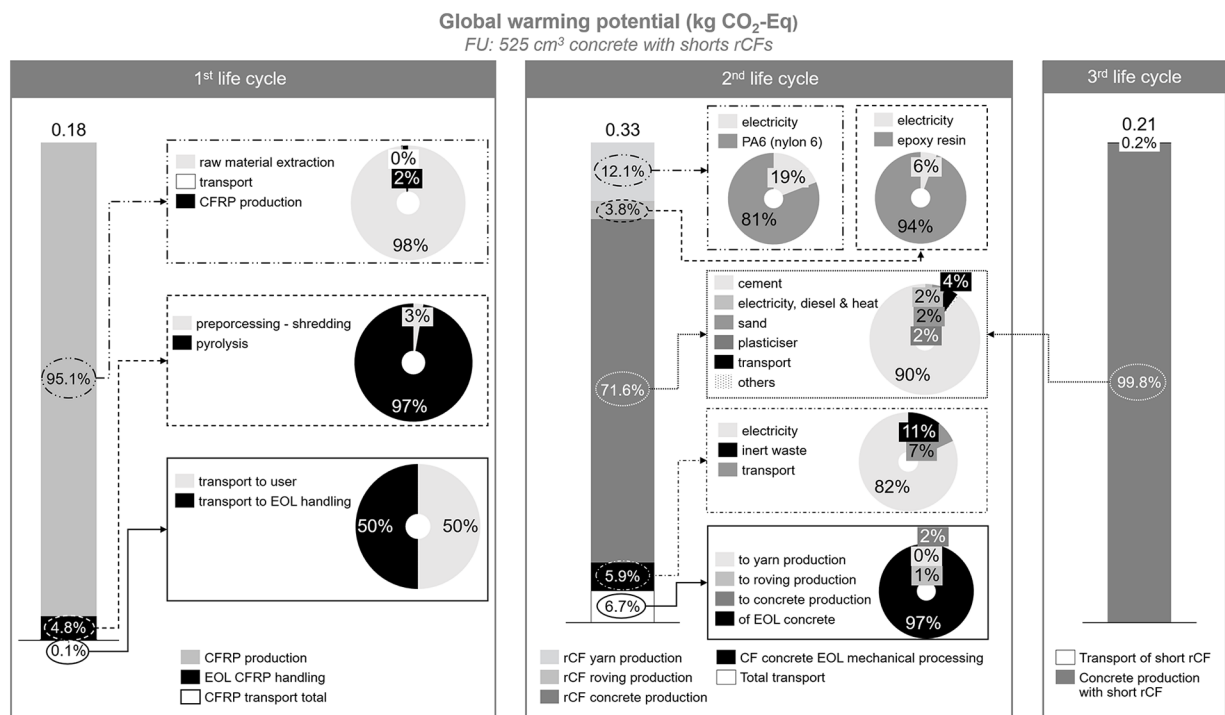 Global warming potential (kg CO₂-Eq)
FU: 525 cm³ concrete with shorts rCFs
1st life cycle
0.18
95.1%
4.8%
0.1%
raw material extraction
transport
CFRP production
0%
2%
98%
preporcessing - shredding
pyrolysis
3%
97%
transport to user
transport to EOL handling
50%
50%
CFRP production
EOL CFRP handling
CFRP transport total
2nd life cycle
0.33
12.1%
3.8%
71.6%
5.9%
6.7%
electricity
PA6 (nylon 6)
19%
81%
electricity
epoxy resin
6%
94%
cement
electricity, diesel & heat
sand
plasticiser
transport
others
4%
2%
2%
2%
90%
electricity
inert waste
transport
11%
7%
82%
to yarn production
to roving production
to concrete production
of EOL concrete
2%
0%
1%
97%
rCF yarn production
rCF roving production
rCF concrete production
CF concrete EOL mechanical processing
Total transport
3rd life cycle
0.21
0.2%
99.8%
Transport of short rCF
Concrete production
with short rCF